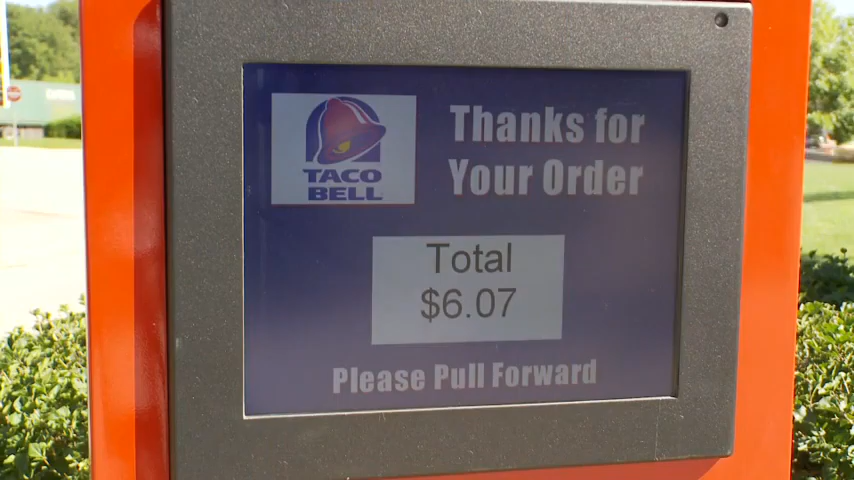 TACO
BELL
Thanks for
Your Order
Total
$6.07
Please Pull Forward